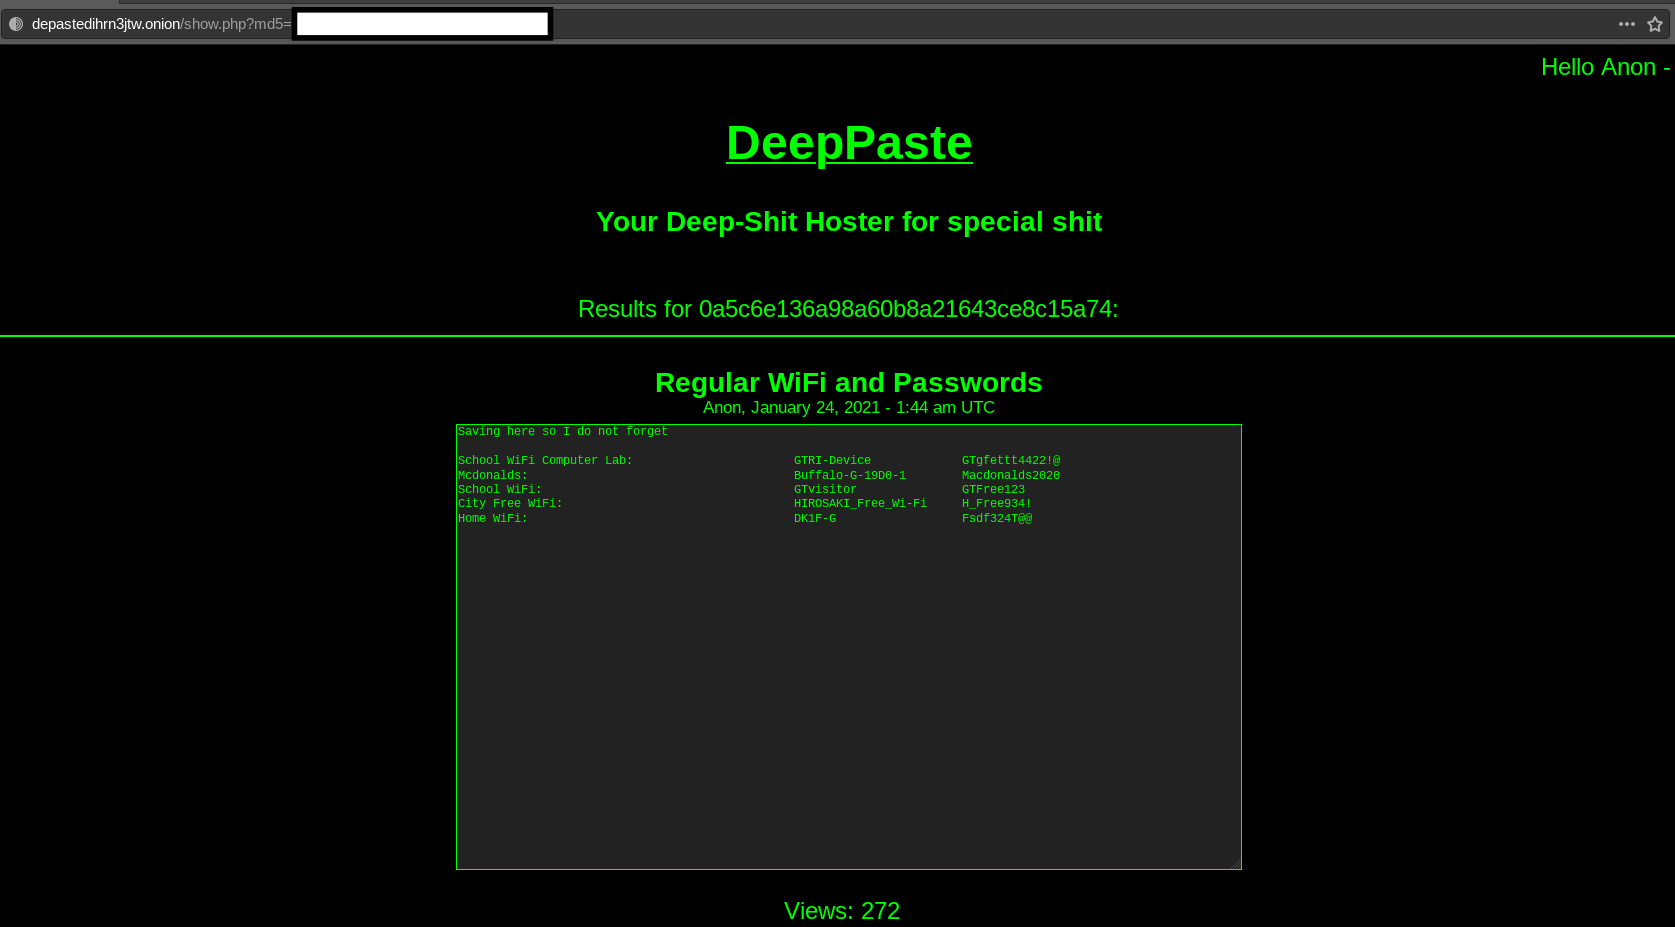 depastedihrn3jtw.onion/show.php?md5=
Hello Anon -
DeepPaste
Your Deep-Shit Hoster for special shit
Results for 0a5c6e136a98a60b8a21643ce8c15a74:
Regular WiFi and Passwords
Anon, January 24, 2021 - 1:44 am UTC
Saving here so I do not forget
School WiFi Computer Lab: GTRI-Device GTgfettt4422!@
Mcdonalds: Buffalo-G-19D0-1 Macdonalds2020
School WiFi: GTvisitor GTFree123
City Free WiFi: HIROSAKI_Free_Wi-Fi H_Free934!
Home WiFi: DK1F-G Fsdf324T@@
Views: 272